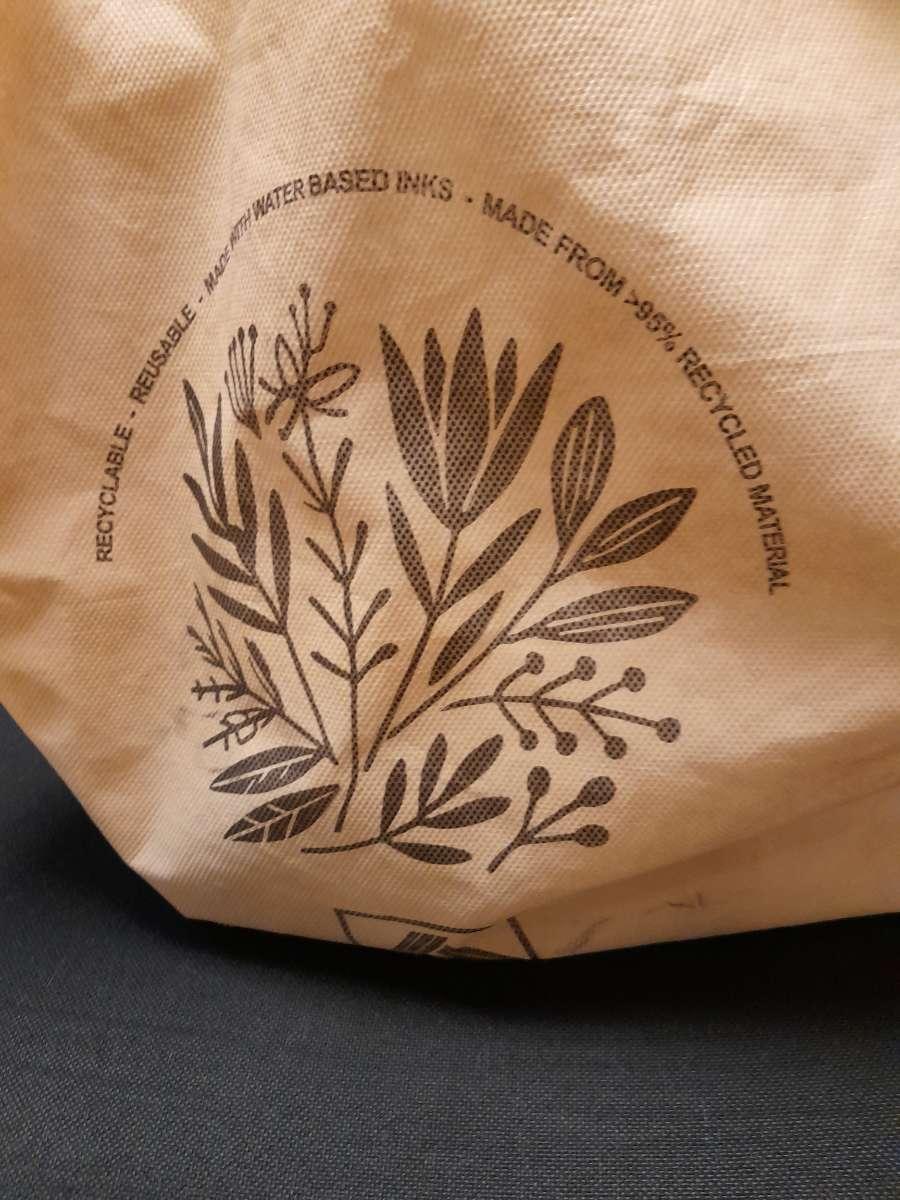 RECYCLABLE - REUSABLE - MADE WITH WATER BASED INKS - MADE FROM >95% RECYCLED MATERIAL